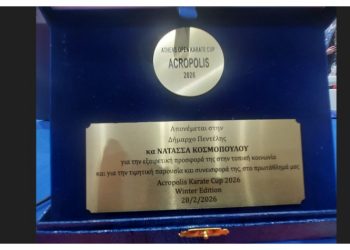 ATHENS OPEN KARATE CUP
ACROPOLIS
2026
Απονέμεται στην
Δήμαρχο Πεντέλης
κα ΝΑΤΑΣΣΑ ΚΟΣΜΟΠΟΥΛΟΥ
για την εξαιρετική προσφορά της στην τοπική κοινωνία
και για την τιμητική παρουσία και συνεισφορά της, στο πρωτάθλημά μας
Acropolis Karate Cup 2026
Winter Edition
28/2/2026